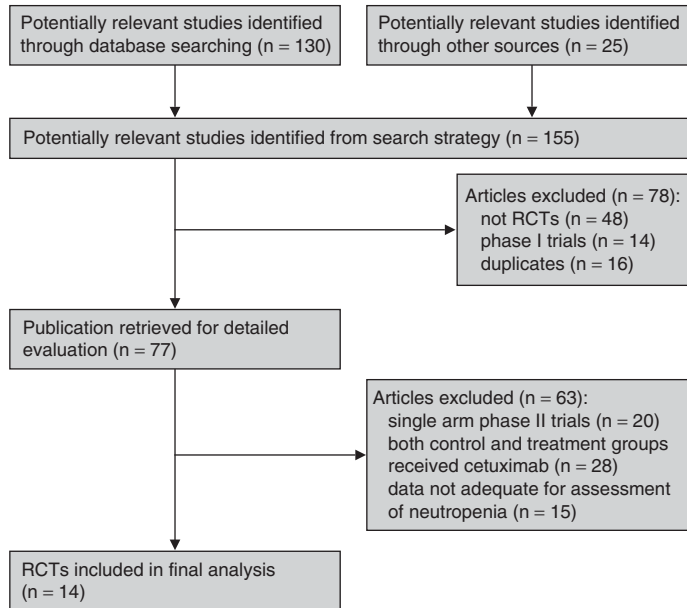 Potentially relevant studies identified
through database searching (n = 130)
Potentially relevant studies identified
through other sources (n = 25)
Potentially relevant studies identified from search strategy (n = 155)
Articles excluded (n = 78):
not RCTs (n = 48)
phase I trials (n = 14)
duplicates (n = 16)
Publication retrieved for detailed
evaluation (n = 77)
Articles excluded (n = 63):
single arm phase II trials (n = 20)
both control and treatment groups
received cetuximab (n = 28)
data not adequate for assessment
of neutropenia (n = 15)
RCTs included in final analysis
(n = 14)